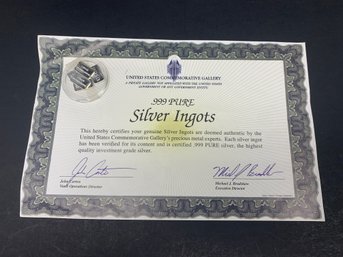 UNITED STATES COMMEMORATIVE GALLERY
A PRIVATE GALLERY NOT AFFILIATED WITH THE UNITED STATES
GOVERNMENT OR ANY GOVERNMENT ENTITY.
.999 PURE
Silver Ingots
This hereby certifies your genuine Silver Ingots are deemed authentic by the
United States Commemorative Gallery's precious metal experts. Each silver ingot
has been verified for its content and is certified .999 PURE silver, the highest
quality investment grade silver.
John Carter
Vault Operations Director
Michael J. Bradshaw
Executive Director